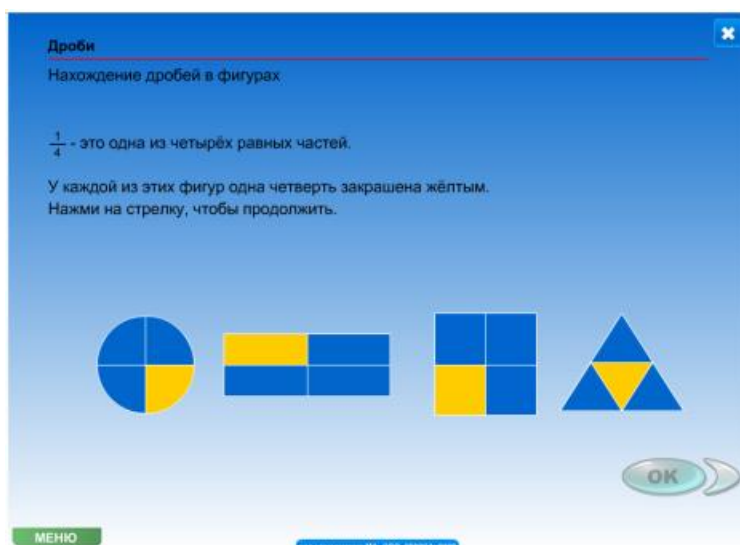 Дроби
Нахождение дробей в фигурах
1/4 - это одна из четырёх равных частей.
У каждой из этих фигур одна четверть закрашена жёлтым.
Нажми на стрелку, чтобы продолжить.
OK
МЕНЮ